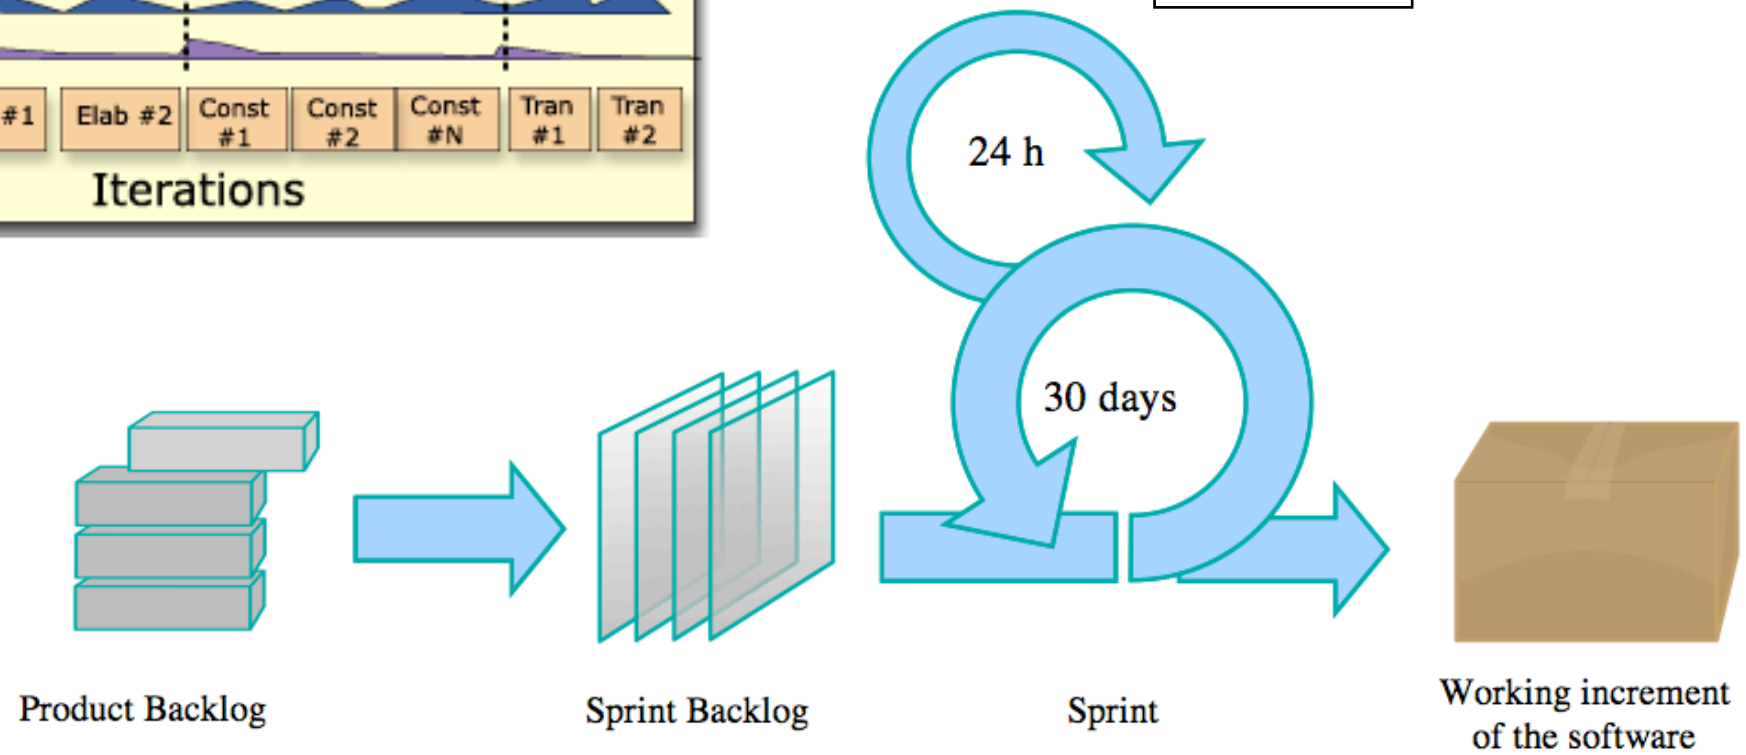 #1
Elab #2
Const
#1
Const
#2
Const
#N
Tran
#1
Tran
#2
Iterations
24 h
30 days
Product Backlog
Sprint Backlog
Sprint
Working increment
of the software